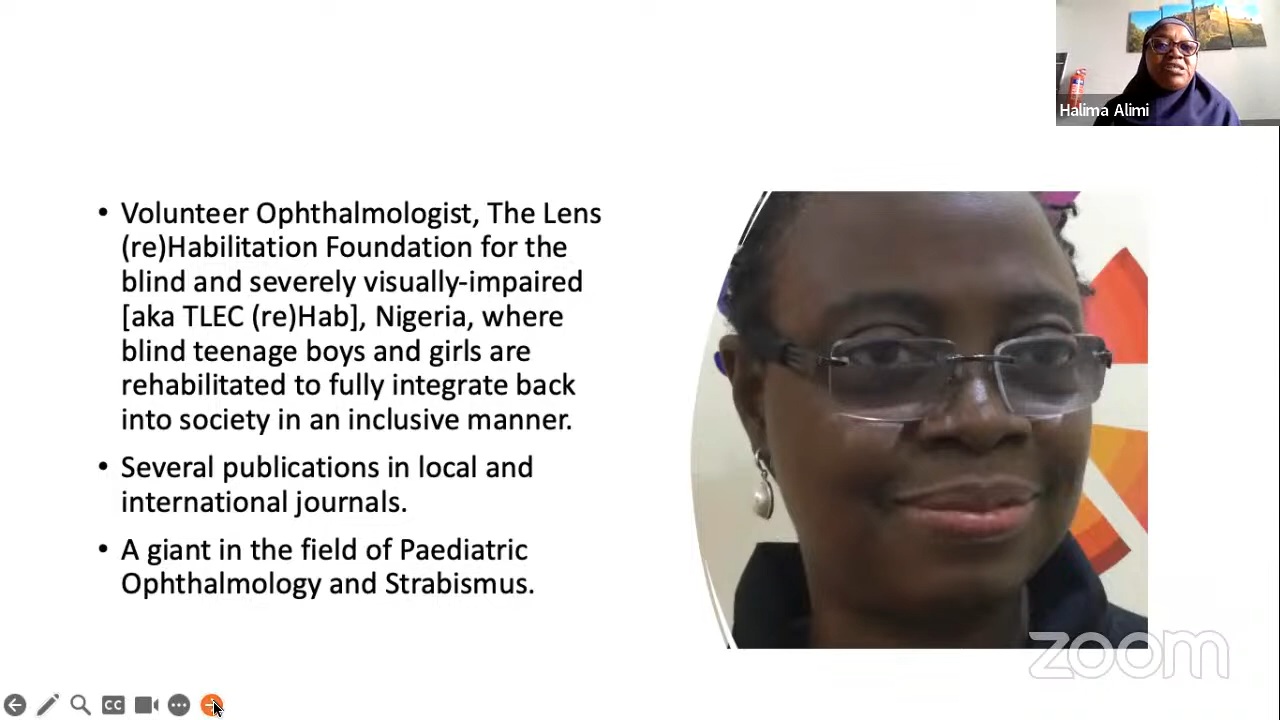 Halima Alimi
• Volunteer Ophthalmologist, The Lens
(re)Habilitation Foundation for the
blind and severely visually-impaired
[aka TLEC (re)Hab], Nigeria, where
blind teenage boys and girls are
rehabilitated to fully integrate back
into society in an inclusive manner.
• Several publications in local and
international journals.
• A giant in the field of Paediatric
Ophthalmology and Strabismus.
zoom
CC